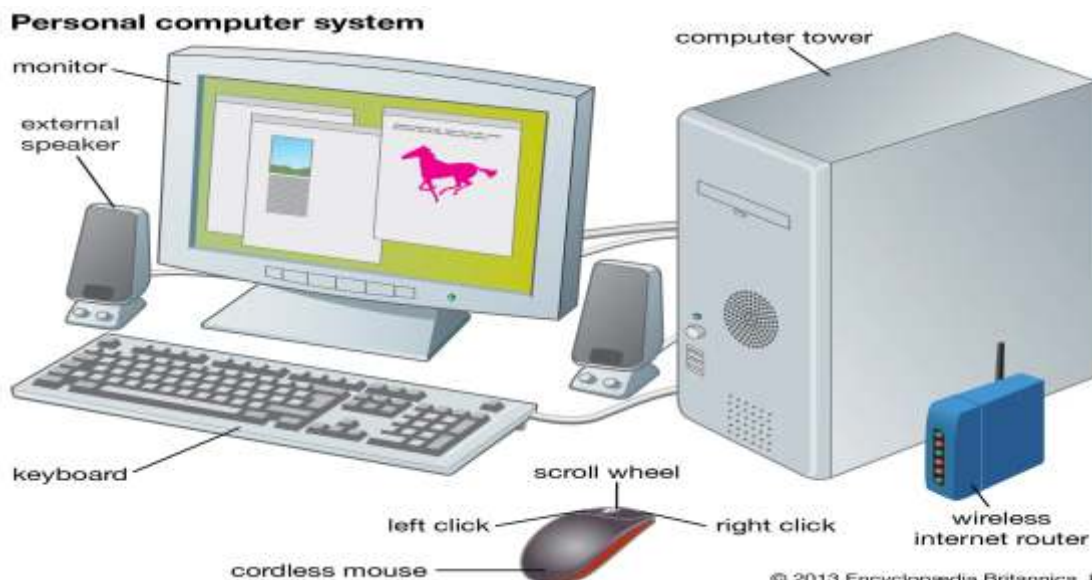 Personal computer system
monitor
computer tower
external
speaker
keyboard
scroll wheel
left click
right click
cordless mouse
wireless
internet router
© 2013 Encyclopædia Britannica,